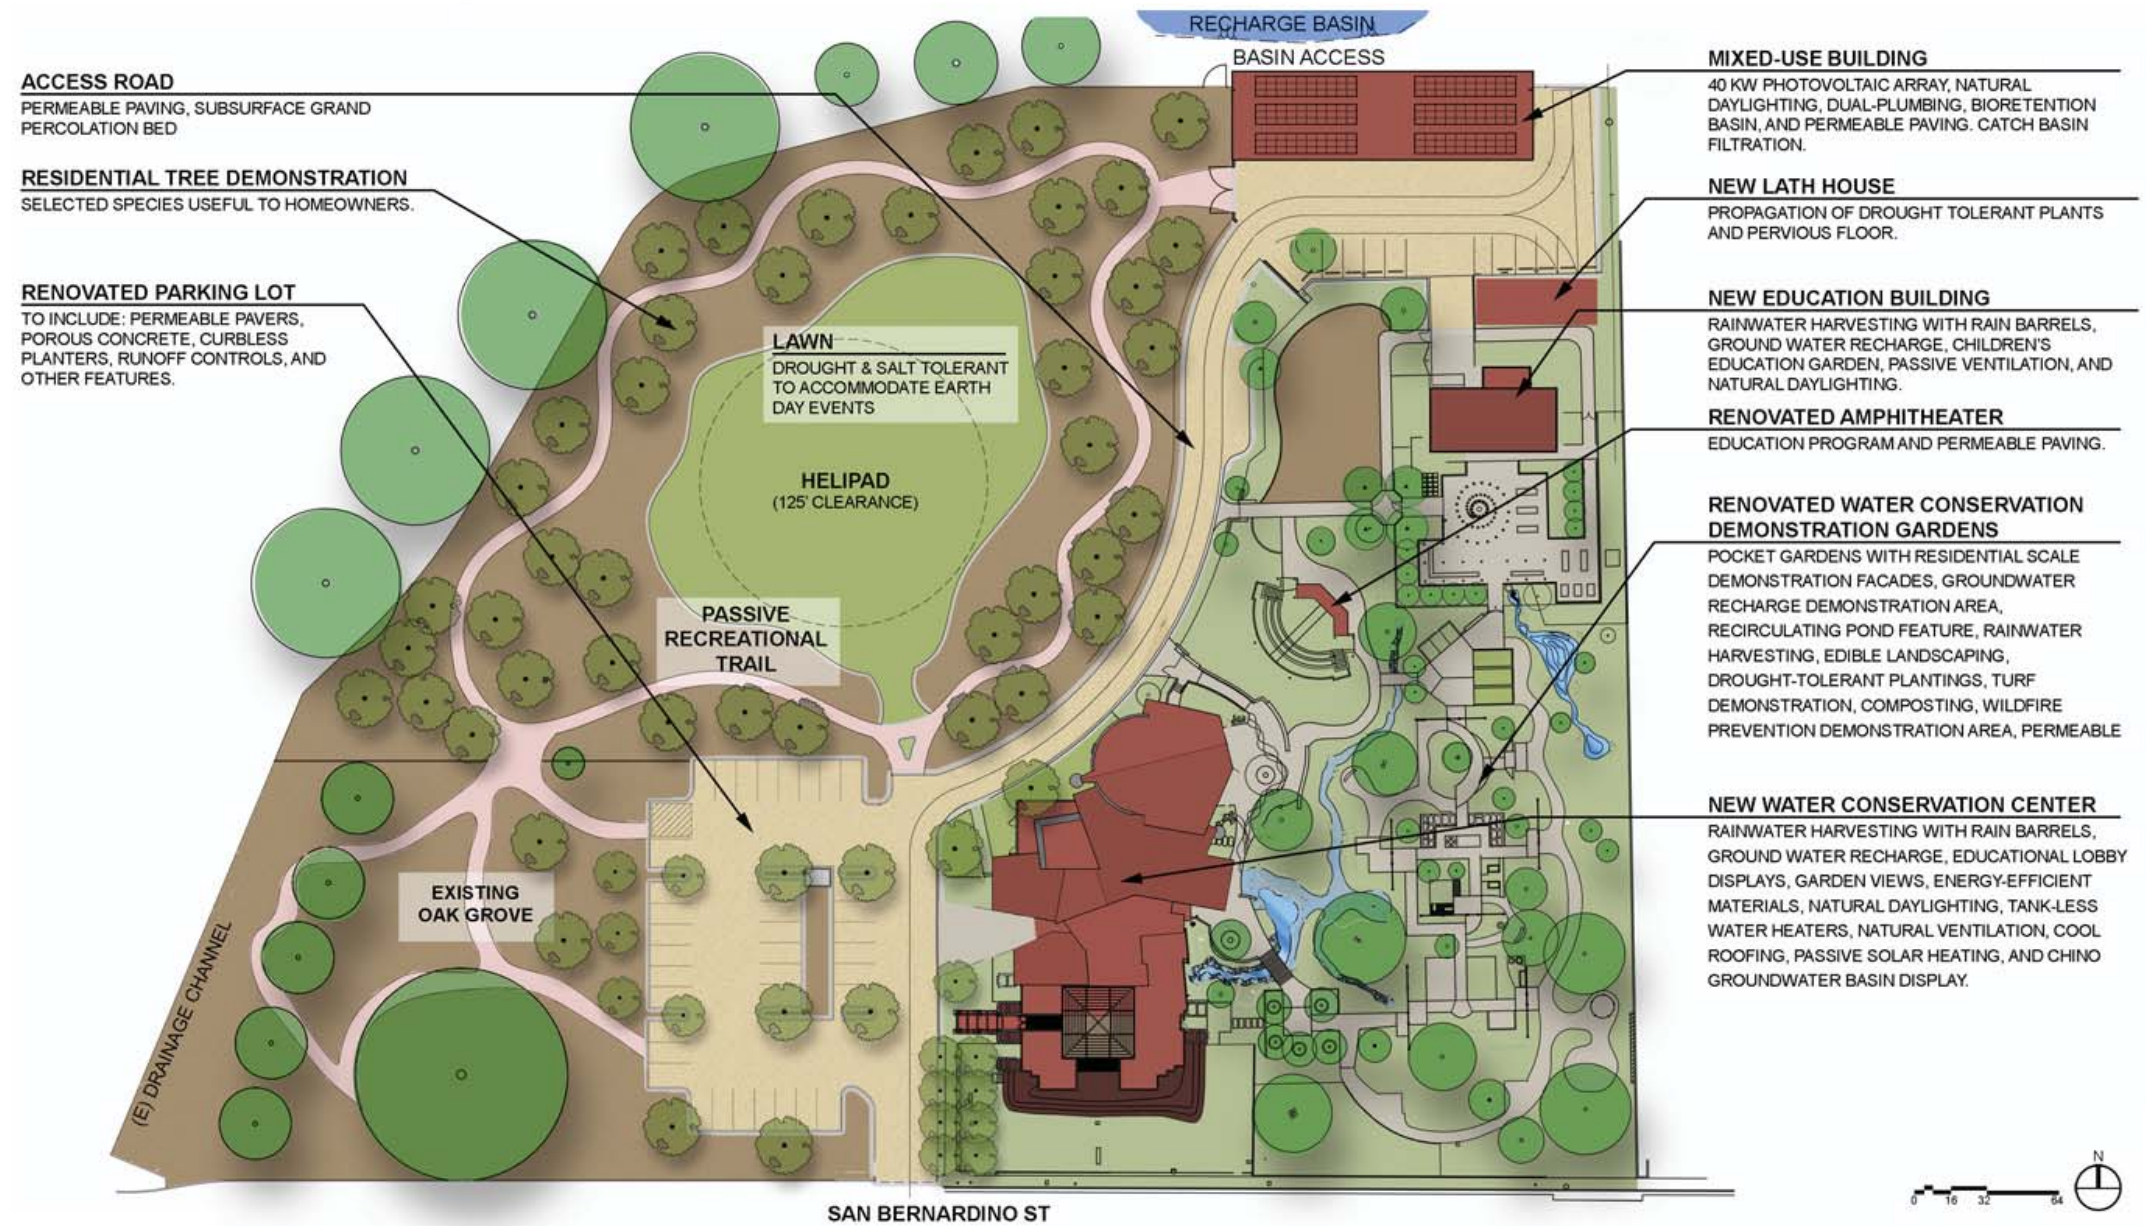 RECHARGE BASIN
BASIN ACCESS
ACCESS ROAD
PERMEABLE PAVING, SUBSURFACE GRAND
PERCOLATION BED
RESIDENTIAL TREE DEMONSTRATION
SELECTED SPECIES USEFUL TO HOMEOWNERS.
RENOVATED PARKING LOT
TO INCLUDE: PERMEABLE PAVERS,
POROUS CONCRETE, CURBLESS
PLANTERS, RUNOFF CONTROLS, AND
OTHER FEATURES.
LAWN
DROUGHT & SALT TOLERANT
TO ACCOMMODATE EARTH
DAY EVENTS
HELIPAD
(125' CLEARANCE)
PASSIVE
RECREATIONAL
TRAIL
EXISTING
OAK GROVE
(E) DRAINAGE CHANNEL
SAN BERNARDINO ST
MIXED-USE BUILDING
40 KW PHOTOVOLTAIC ARRAY, NATURAL
DAYLIGHTING, DUAL-PLUMBING, BIORETENTION
BASIN, AND PERMEABLE PAVING. CATCH BASIN
FILTRATION.
NEW LATH HOUSE
PROPAGATION OF DROUGHT TOLERANT PLANTS
AND PERVIOUS FLOOR.
NEW EDUCATION BUILDING
RAINWATER HARVESTING WITH RAIN BARRELS,
GROUND WATER RECHARGE, CHILDREN'S
EDUCATION GARDEN, PASSIVE VENTILATION, AND
NATURAL DAYLIGHTING.
RENOVATED AMPHITHEATER
EDUCATION PROGRAM AND PERMEABLE PAVING.
RENOVATED WATER CONSERVATION
DEMONSTRATION GARDENS
POCKET GARDENS WITH RESIDENTIAL SCALE
DEMONSTRATION FACADES, GROUNDWATER
RECHARGE DEMONSTRATION AREA,
RECIRCULATING POND FEATURE, RAINWATER
HARVESTING, EDIBLE LANDSCAPING,
DROUGHT-TOLERANT PLANTINGS, TURF
DEMONSTRATION, COMPOSTING, WILDFIRE
PREVENTION DEMONSTRATION AREA, PERMEABLE
NEW WATER CONSERVATION CENTER
RAINWATER HARVESTING WITH RAIN BARRELS,
GROUND WATER RECHARGE, EDUCATIONAL LOBBY
DISPLAYS, GARDEN VIEWS, ENERGY-EFFICIENT
MATERIALS, NATURAL DAYLIGHTING, TANK-LESS
WATER HEATERS, NATURAL VENTILATION, COOL
ROOFING, PASSIVE SOLAR HEATING, AND CHINO
GROUNDWATER BASIN DISPLAY.
N
0 16 32 64